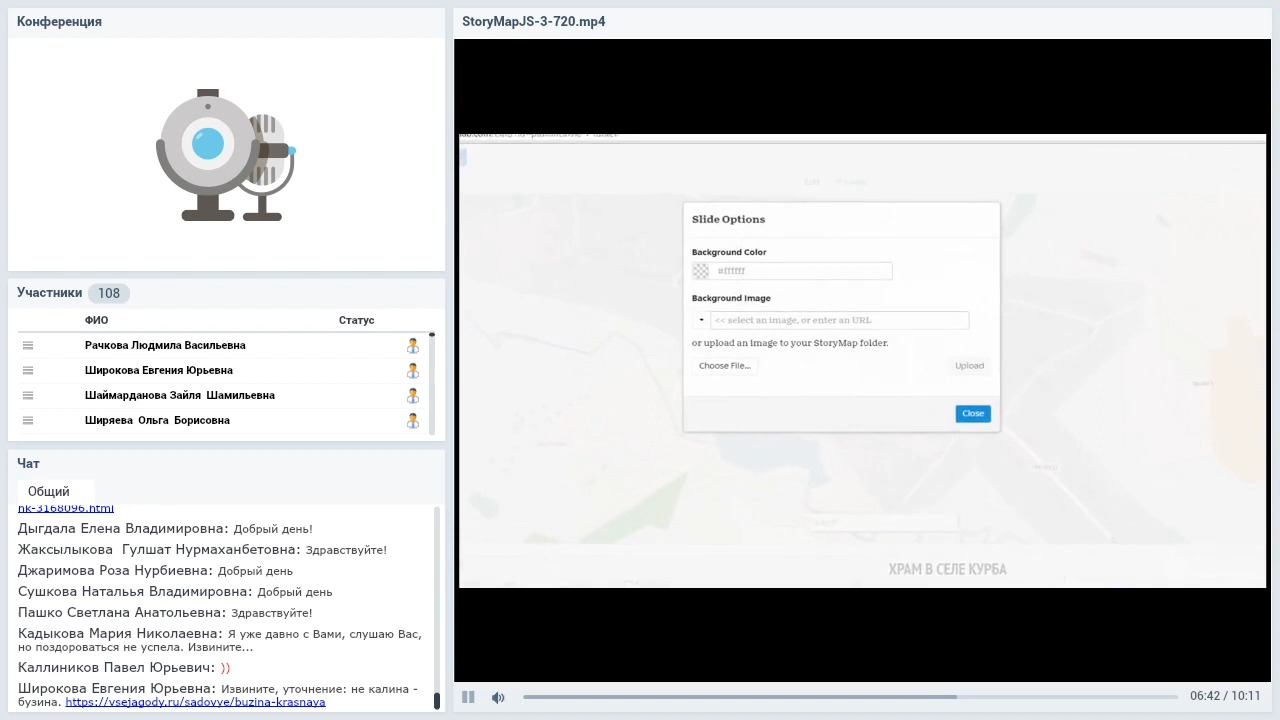 Конференция
StoryMapJS-3-720.mp4
Участники 108
ФИО Статус
Рачкова Людмила Васильевна
Широкова Евгения Юрьевна
Шаймарданова Зайля Шамильевна
Ширяева Ольга Борисовна
Чат
Общий
nk-3168096.html
Дыгдала Елена Владимировна: Добрый день!
Жаксылыкова Гулшат Нурмаханбетовна: Здравствуйте!
Джаримова Роза Нурбиевна: Добрый день
Сушкова Наталья Владимировна: Добрый день
Пашко Светлана Анатольевна: Здравствуйте!
Кадыкова Мария Николаевна: Я уже давно с Вами, слушаю Вас,
но поздороваться не успела. Извините...
Каллиников Павел Юрьевич: ))
Широкова Евгения Юрьевна: Извините, уточнение: не калина -
бузина. https://vsejagody.ru/sadovye/buzina-krasnaya
Edit Preview
Slide Options
Background Color
#ffffff
Background Image
<< select an image, or enter an URL
or upload an image to your StoryMap folder.
Choose File... Upload
Close
ХРАМ В СЕЛЕ КУРБА
06:42 / 10:11